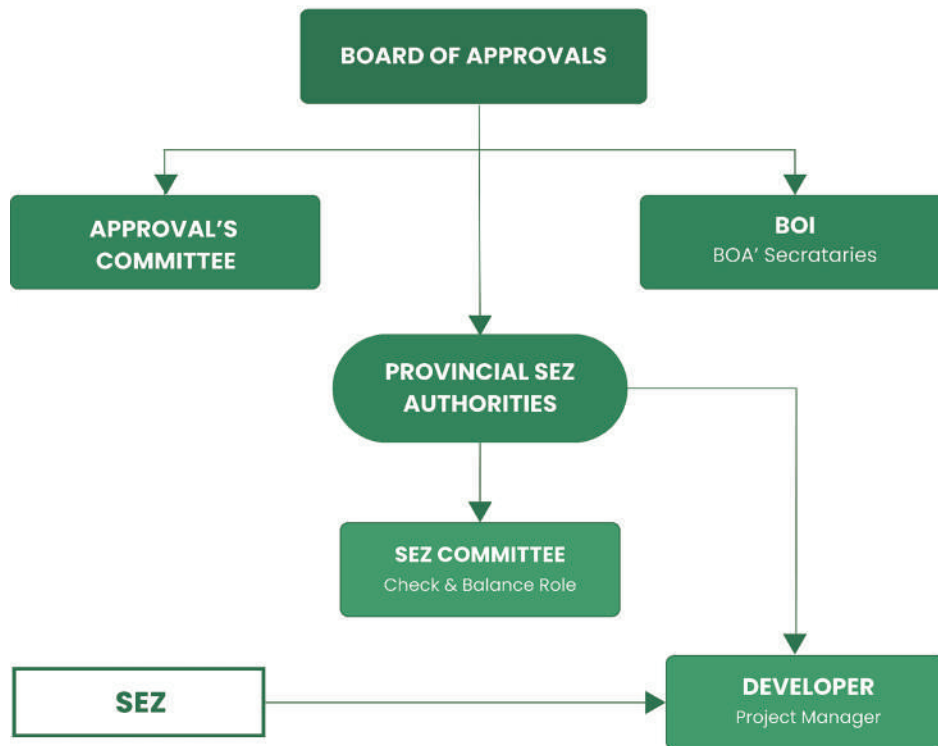 BOARD OF APPROVALS
APPROVAL'S
COMMITTEE
BOI
BOA' Secrataries
PROVINCIAL SEZ
AUTHORITIES
SEZ COMMITTEE
Check & Balance Role
SEZ
DEVELOPER
Project Manager